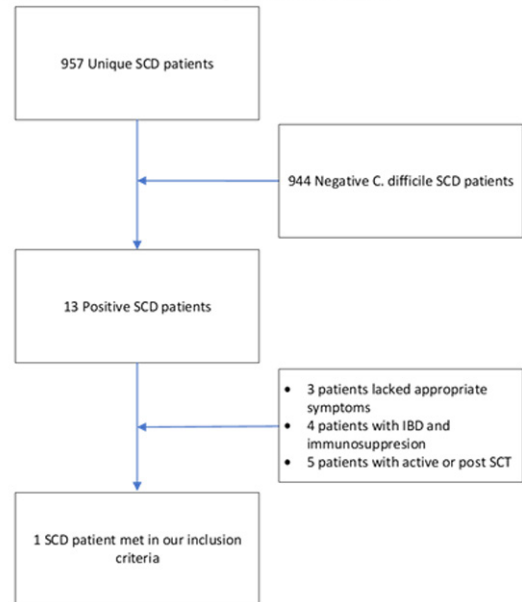 957 Unique SCD patients
944 Negative C. difficile SCD patients
13 Positive SCD patients
• 3 patients lacked appropriate
symptoms
• 4 patients with IBD and
immunosuppresion
• 5 patients with active or post SCT
1 SCD patient met in our inclusion
criteria